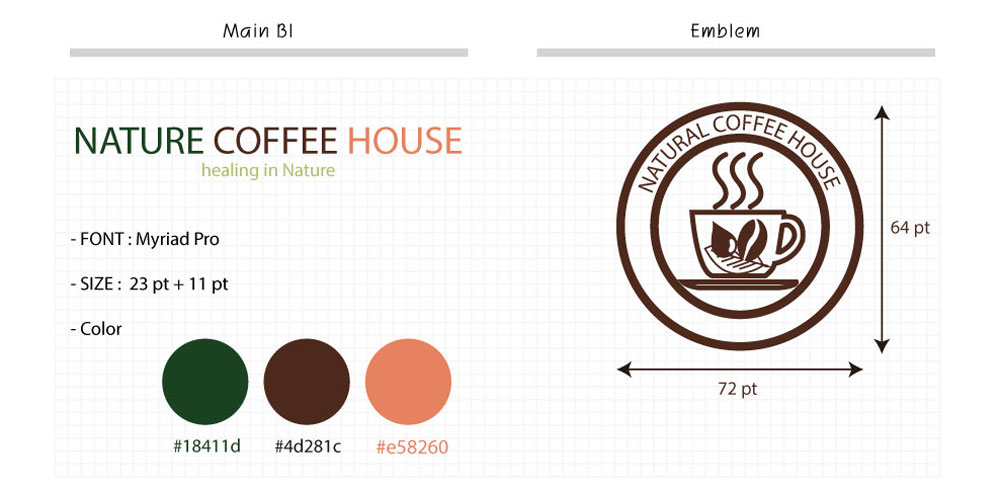 Main BI
Emblem
NATURE COFFEE HOUSE
healing in Nature
- FONT : Myriad Pro
- SIZE : 23 pt + 11 pt
- Color
#18411d
#4d281c
#e58260
NATURAL COFFEE HOUSE
64 pt
72 pt